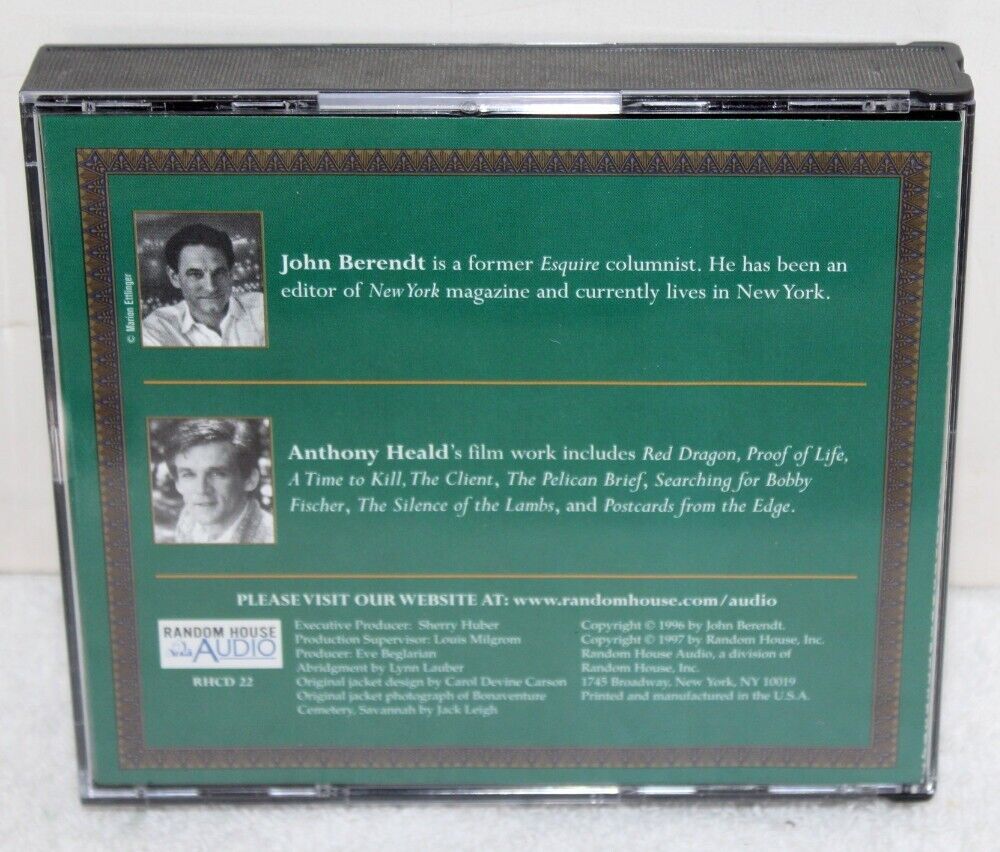 © Marion Ettlinger
John Berendt is a former Esquire columnist. He has been an
editor of New York magazine and currently lives in New York.
Anthony Heald's film work includes Red Dragon, Proof of Life,
A Time to Kill, The Client, The Pelican Brief, Searching for Bobby
Fischer, The Silence of the Lambs, and Postcards from the Edge.
PLEASE VISIT OUR WEBSITE AT: www.randomhouse.com/audio
RANDOM HOUSE
AUDIO
RHCD 22
Executive Producer: Sherry Huber
Production Supervisor: Louis Milgrom
Producer: Eve Beglarian
Abridgment by Lynn Lauber
Original jacket design by Carol Devine Carson
Original jacket photograph of Bonaventure
Cemetery, Savannah by Jack Leigh
Copyright © 1996 by John Berendt.
Copyright © 1997 by Random House, Inc.
Random House Audio, a division of
Random House, Inc.
1745 Broadway, New York, NY 10019
Printed and manufactured in the U.S.A.